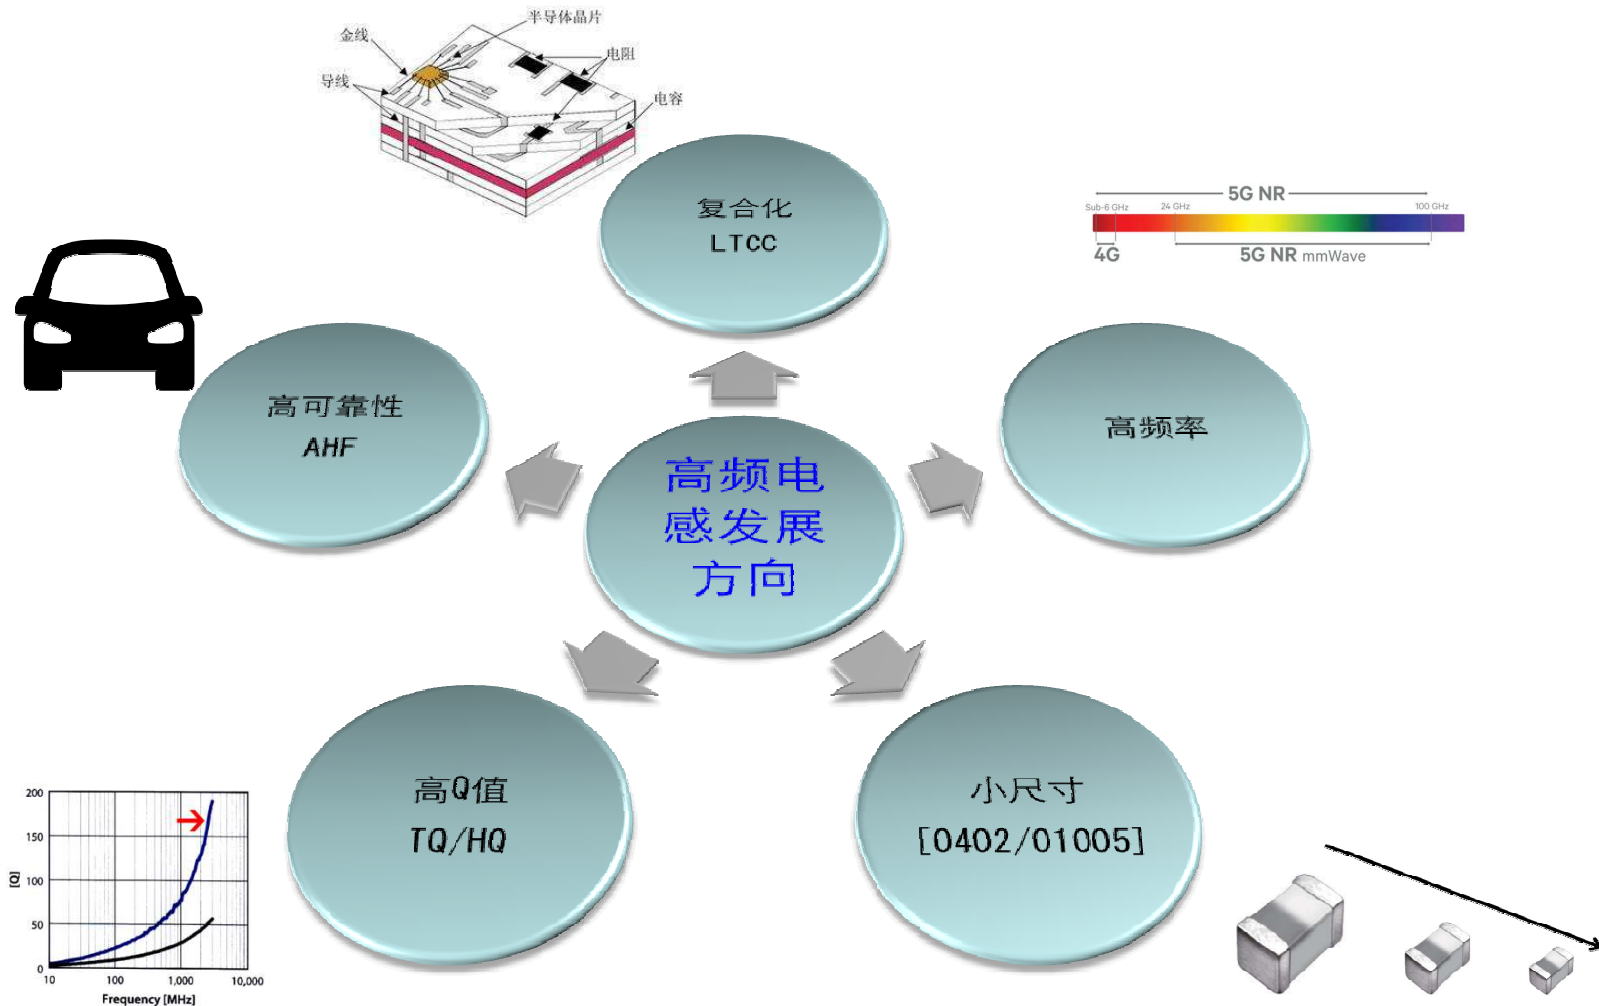 半导体晶片
金线
电阻
导线
电容
复合化
LTCC
5G NR
Sub-6 GHz
24 GHz
100 GHz
4G
5G NR mmWave
高可靠性
AHF
高频率
高频电
感发展
方向
高Q值
TQ/HQ
小尺寸
[0402/01005]
200
150
100
50
0
[Q]
10
100
1,000
10,000
Frequency [MHz]